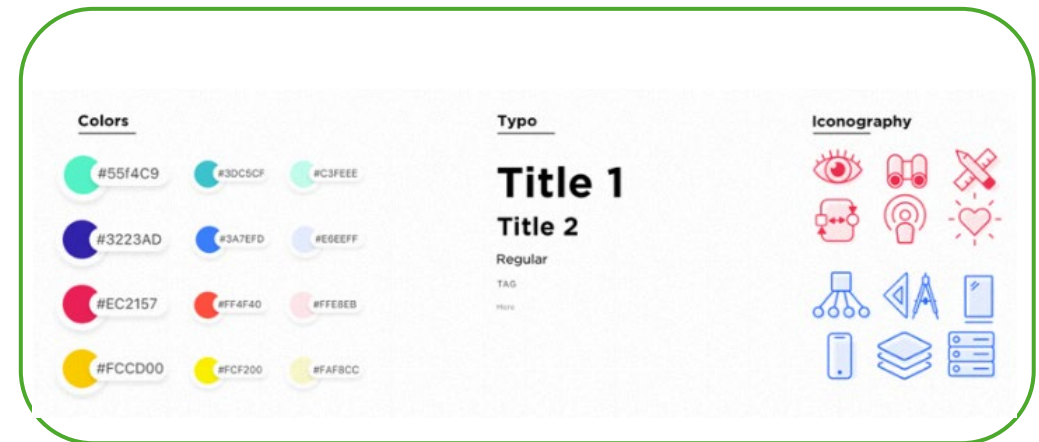 Colors
#55f4C9
#3DC5CF
#C3FEEE
#3223AD
#3A7EFD
#E6EEFF
#EC2157
#FF4F40
#FFE8EB
#FCCD00
#FCF200
#FAF8CC
Typo
Title 1
Title 2
Regular
TAG
More
Iconography